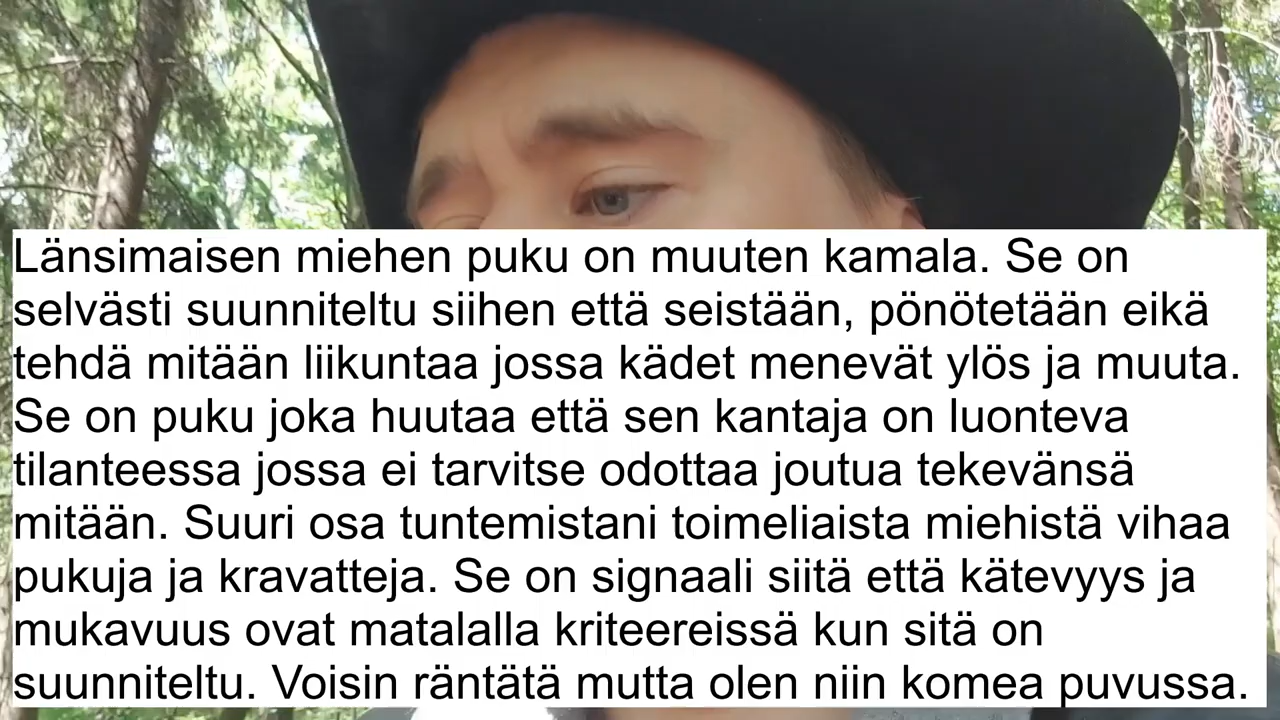 Länsimaisen miehen puku on muuten kamala. Se on
selvästi suunniteltu siihen että seistään, pönötetään eikä
tehdä mitään liikuntaa jossa kädet menevät ylös ja muuta.
Se on puku joka huutaa että sen kantaja on luonteva
tilanteessa jossa ei tarvitse odottaa joutua tekevänsä
mitään. Suuri osa tuntemistani toimeliaista miehistä vihaa
pukuja ja kravatteja. Se on signaali siitä että kätevyys ja
mukavuus ovat matalalla kriteereissä kun sitä on
suunniteltu. Voisin räntätä mutta olen niin komea puvussa.